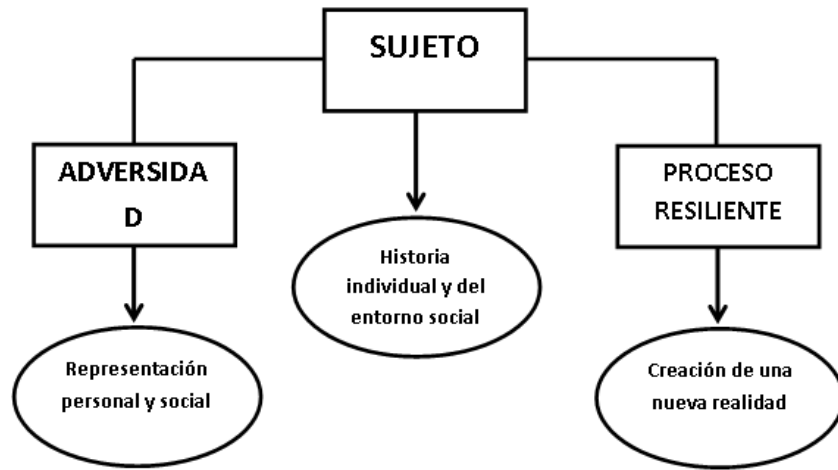 SUJETO
ADVERSIDA
D
PROCESO
RESILIENTE
Historia
individual y del
entorno social
Representación
personal y social
Creación de una
nueva realidad